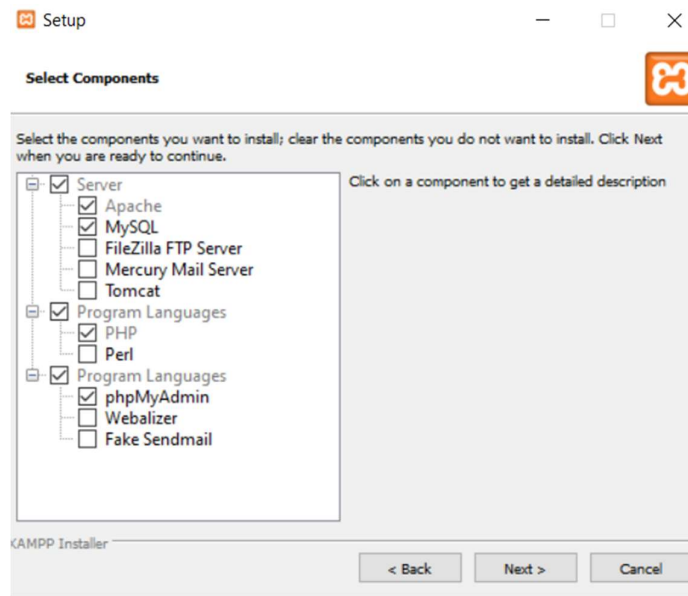 Setup
Select Components
Select the components you want to install; clear the components you do not want to install. Click Next
when you are ready to continue.
Click on a component to get a detailed description
Server
Apache
MySQL
FileZilla FTP Server
Mercury Mail Server
Tomcat
Program Languages
PHP
Perl
Program Languages
phpMyAdmin
Webalizer
Fake Sendmail
XAMPP Installer
< Back
Next >
Cancel